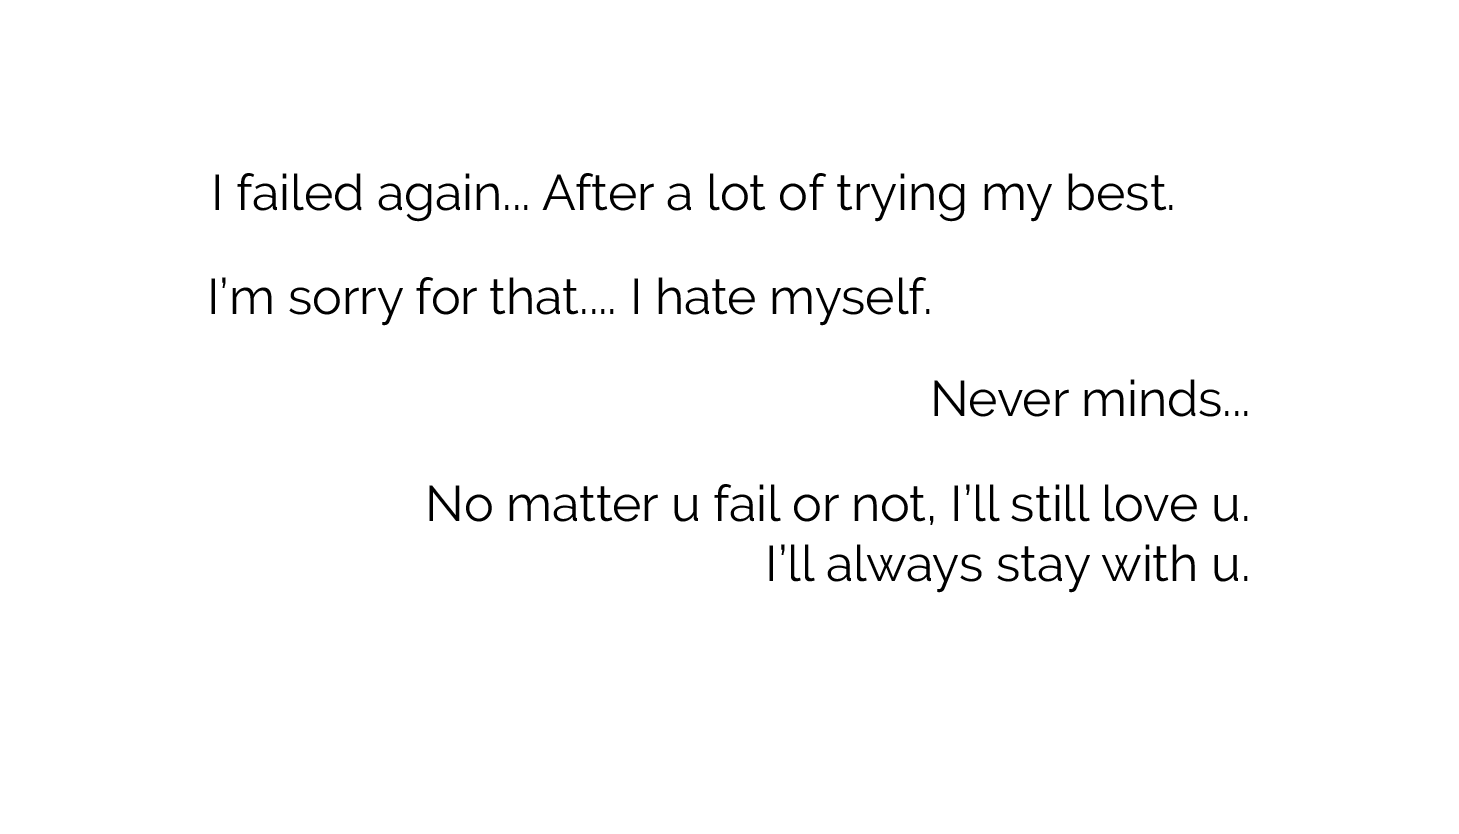 I failed again... After a lot of trying my best.
I'm sorry for that.... I hate myself.
Never minds...
No matter u fail or not, I'll still love u.
I'll always stay with u.